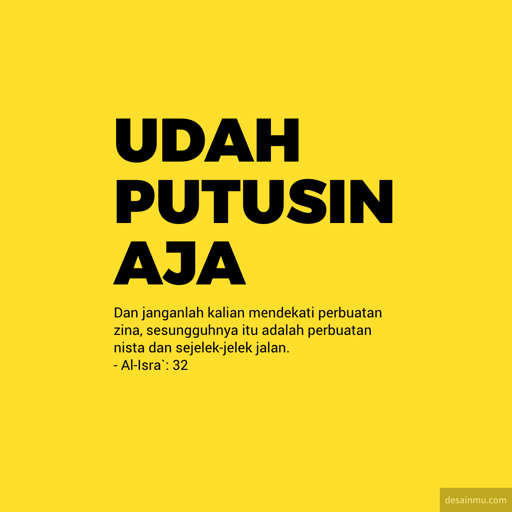 UDAH
PUTUSIN
AJA
Dan janganlah kalian mendekati perbuatan
zina, sesungguhnya itu adalah perbuatan
nista dan sejelek-jelek jalan.
- Al-Isra`: 32
desainmu.com